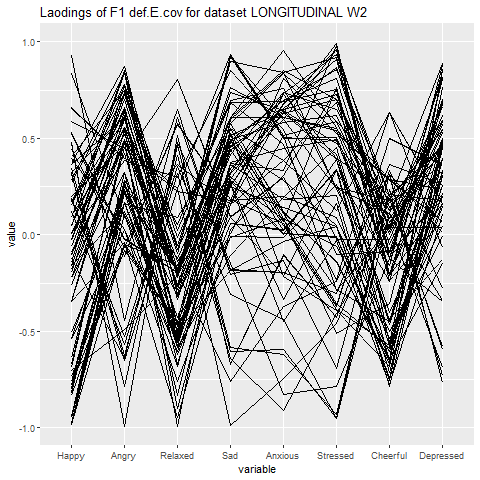 Laodings of F1 def.E.cov for dataset LONGITUDINAL W2
1.0
0.5
0.0
-0.5
-1.0
value
Happy Angry Relaxed Sad Anxious Stressed Cheerful Depressed
variable